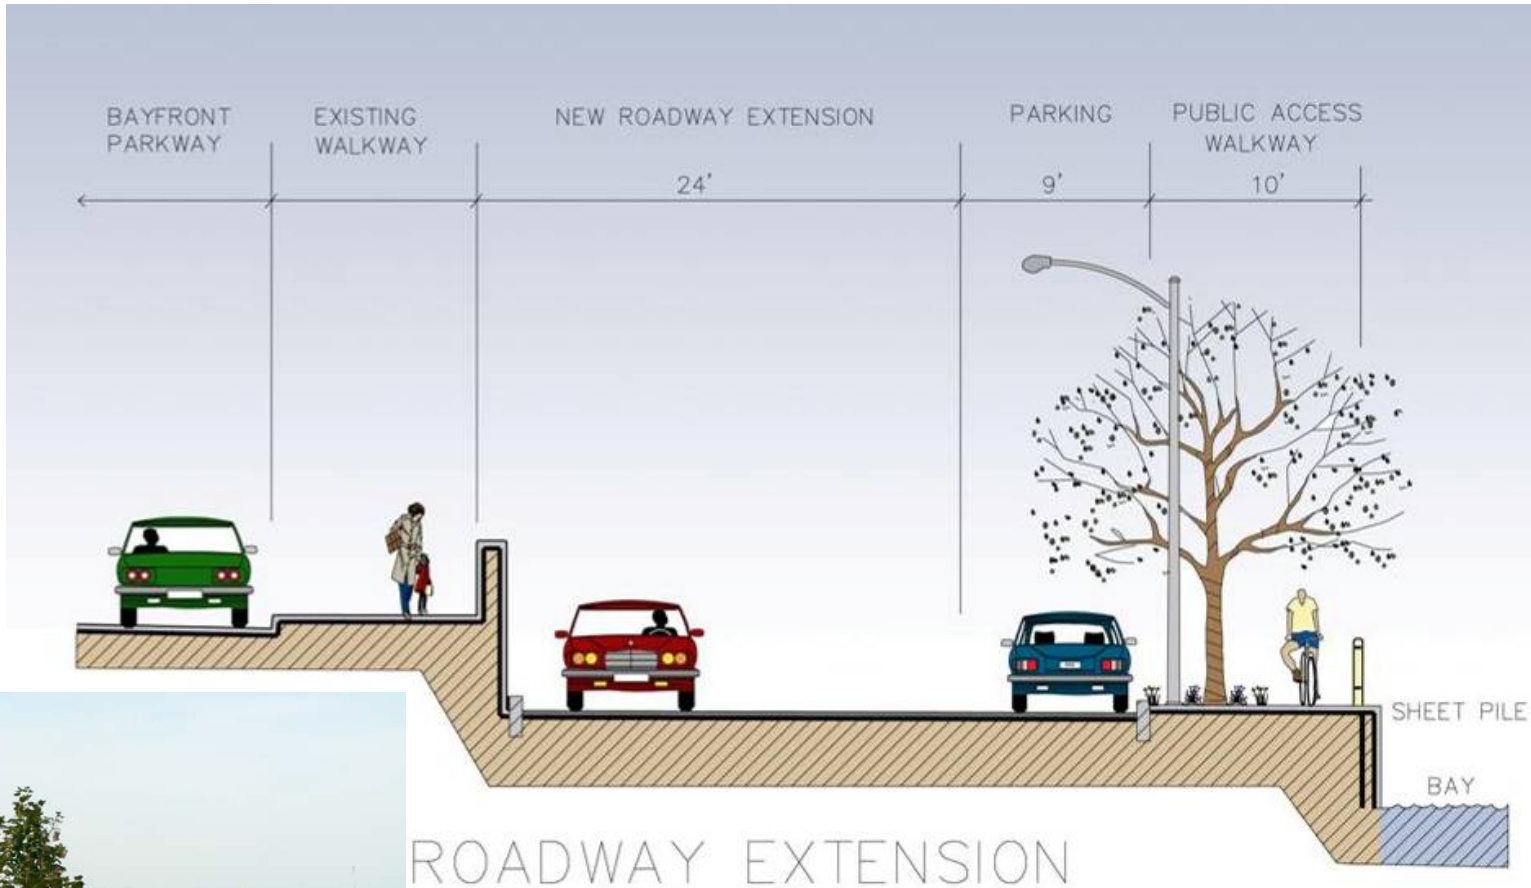 BAYFRONT
PARKWAY
EXISTING
WALKWAY
NEW ROADWAY EXTENSION
PARKING
PUBLIC ACCESS
WALKWAY
24'
9'
10'
SHEET PILE
BAY
ROADWAY EXTENSION